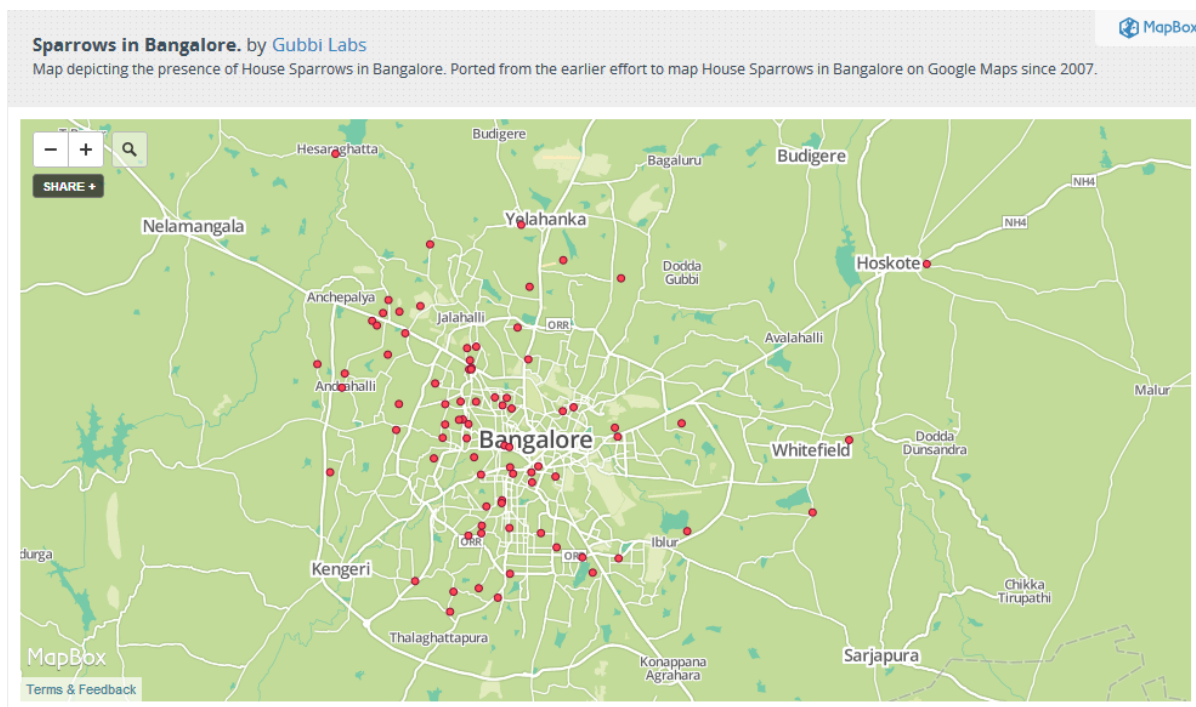 MapBox
Sparrows in Bangalore. by Gubbi Labs
Map depicting the presence of House Sparrows in Bangalore. Ported from the earlier effort to map House Sparrows in Bangalore on Google Maps since 2007.
− +
SHARE +
Budigere
Hesaraghatta
Bagaluru
Budigere
NH4
Nelamangala
Yelahanka
NH4
Hoskote
Dodda
Gubbi
Anchepalya
Jalahalli
ORR
Avalahalli
Andrahalli
Malur
Bangalore
Whitefield
Dodda
Dunsandra
ORR
Iblur
durga
ORR
Kengeri
Chikka
Tirupathi
Thalaghattapura
MapBox
Konappana
Agrahara
Sarjapura
Terms & Feedback